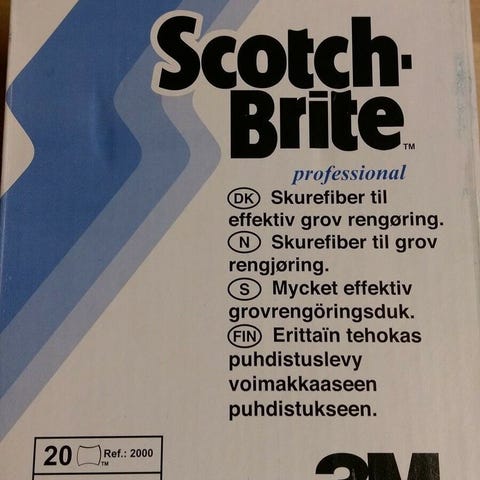 Scotch-
Brite™
professional
DK Skurefiber til
effektiv grov rengøring.
N Skurefiber til grov
rengjøring.
S Mycket effektiv
grovrengöringsduk.
FIN Erittaïn tehokas
puhdistuslevy
voimakkaaseen
puhdistukseen.
20 ™ Ref.: 2000
3M